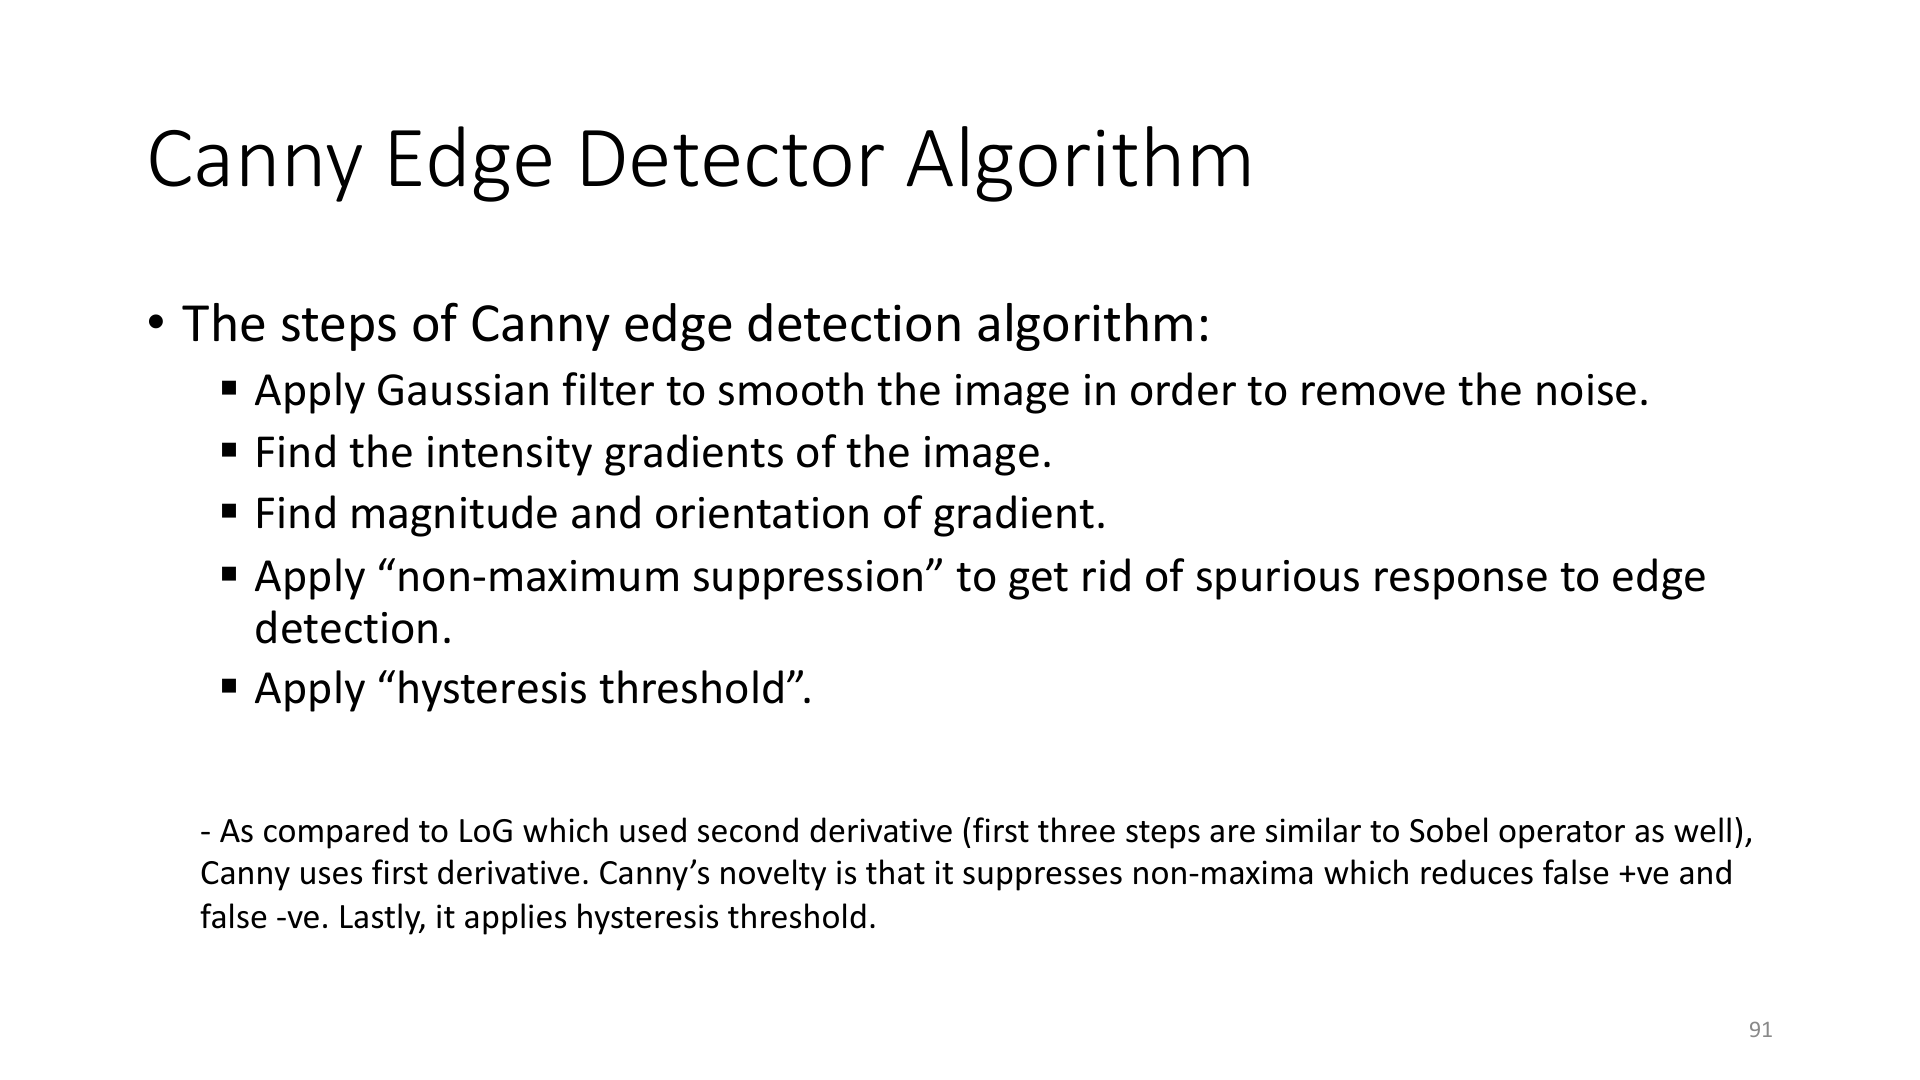 Canny Edge Detector Algorithm
• The steps of Canny edge detection algorithm:
▪ Apply Gaussian filter to smooth the image in order to remove the noise.
▪ Find the intensity gradients of the image.
▪ Find magnitude and orientation of gradient.
▪ Apply “non-maximum suppression” to get rid of spurious response to edge
detection.
▪ Apply “hysteresis threshold”.
- As compared to LoG which used second derivative (first three steps are similar to Sobel operator as well),
Canny uses first derivative. Canny’s novelty is that it suppresses non-maxima which reduces false +ve and
false -ve. Lastly, it applies hysteresis threshold.
91